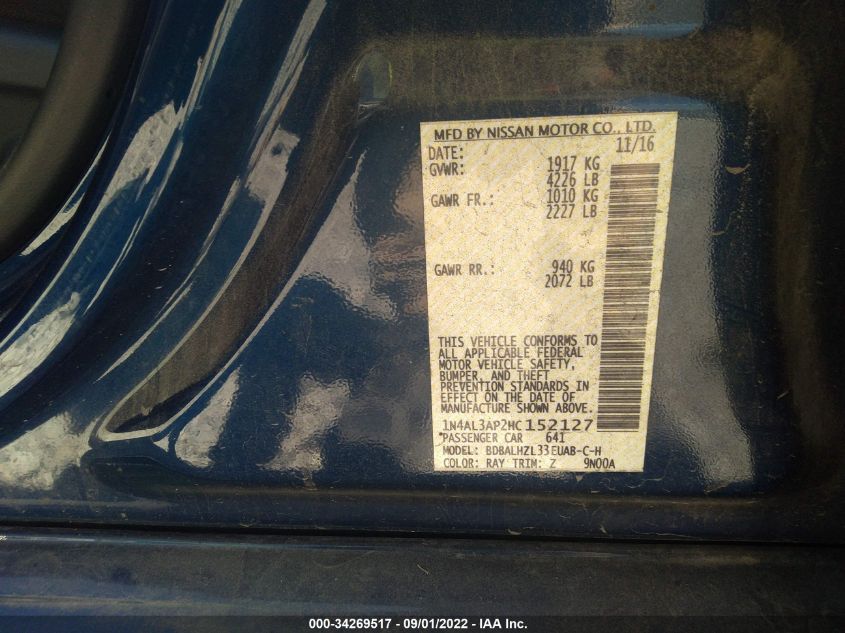 MFD BY NISSAN MOTOR CO., LTD.
DATE: 11/16
GVWR: 1917 KG
4226 LB
GAWR FR.: 1010 KG
2227 LB
GAWR RR.: 940 KG
2072 LB
THIS VEHICLE CONFORMS TO
ALL APPLICABLE FEDERAL
MOTOR VEHICLE SAFETY,
BUMPER, AND THEFT
PREVENTION STANDARDS IN
EFFECT ON THE DATE OF
MANUFACTURE SHOWN ABOVE.
1N4AL3AP2HC152127
*PASSENGER CAR 641
MODEL: BDBALHZL33EUAB-C-H
COLOR: RAY TRIM: Z 9N00A
000-34269517 - 09/01/2022 - IAA Inc.